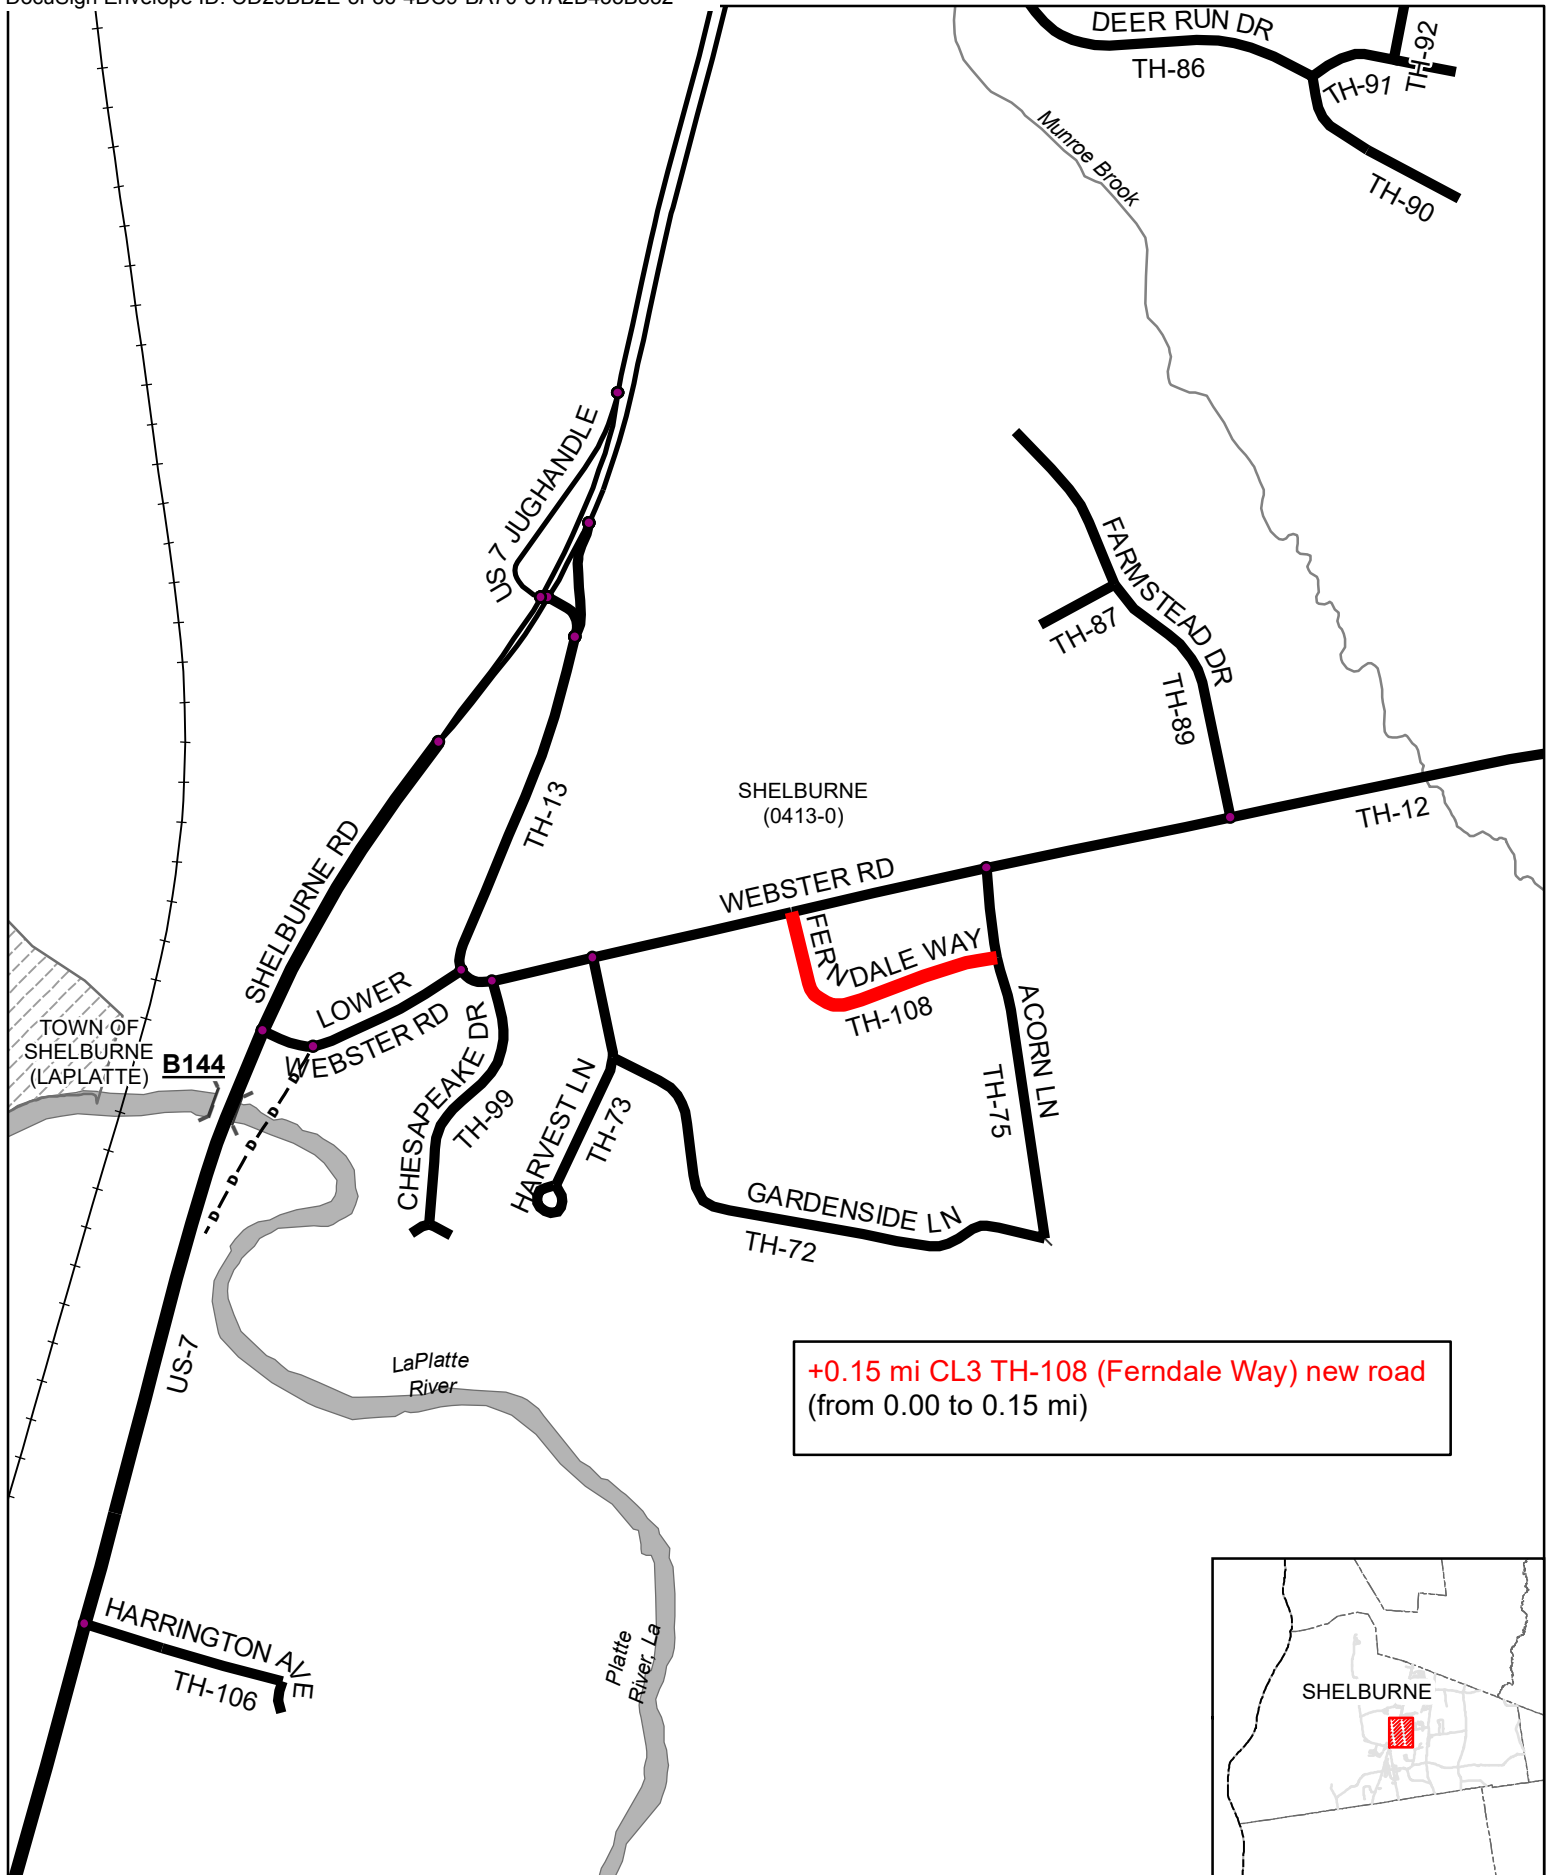 DEER RUN DR
TH-86
TH-92
TH-91
TH-90
Munroe Brook
US 7 JUGHANDLE
FARMSTEAD DR
TH-87
TH-89
TH-13
SHELBURNE
(0413-0)
TH-12
WEBSTER RD
SHELBURNE RD
FERN
DALE WAY
TH-108
LOWER
WEBSTER RD
TOWN OF
SHELBURNE
(LAPLATTE)
B144
D
D
D
D
CHESAPEAKE DR
TH-99
HARVEST LN
TH-73
ACORN LN
TH-75
GARDENSIDE LN
TH-72
US-7
LaPlatte
River
+0.15 mi CL3 TH-108 (Ferndale Way) new road
(from 0.00 to 0.15 mi)
HARRINGTON AVE
TH-106
Platte
River, La
SHELBURNE